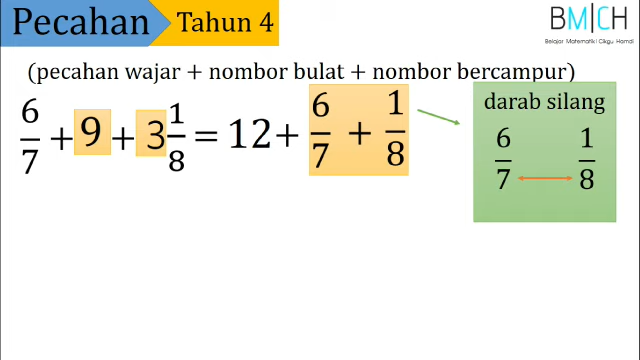 Pecahan Tahun 4
BM|CH
Belajar Matematik Cikgu Hamdi
(pecahan wajar + nombor bulat + nombor bercampur)
6/7 + 9 + 3 1/8 = 12 + 6/7 + 1/8
darab silang
6/7 1/8